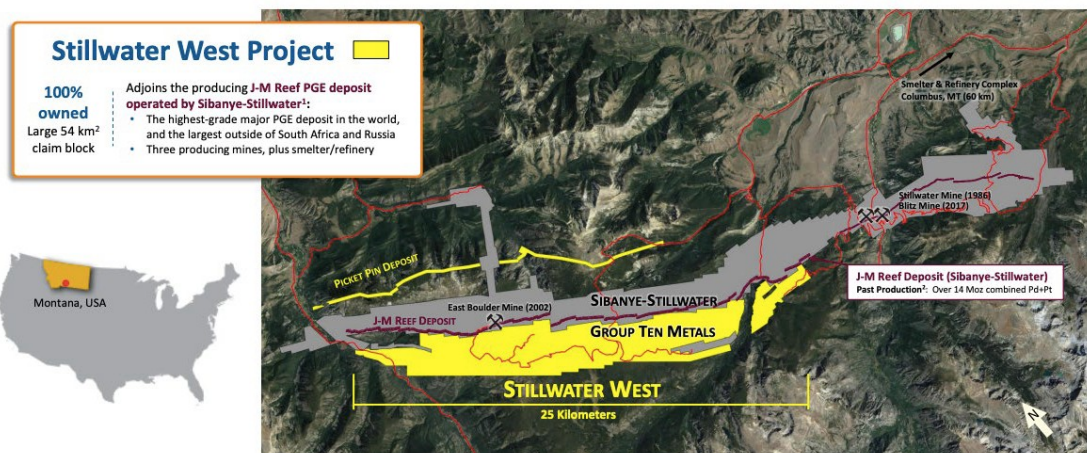 Stillwater West Project
100%
owned
Large 54 km²
claim block
Adjoins the producing J-M Reef PGE deposit
operated by Sibanye-Stillwater¹:
• The highest-grade major PGE deposit in the world,
and the largest outside of South Africa and Russia
• Three producing mines, plus smelter/refinery
Smelter & Refinery Complex
Columbus, MT (60 km)
Stillwater Mine (1986)
Blitz Mine (2017)
PICKET PIN DEPOSIT
J-M Reef Deposit (Sibanye-Stillwater)
Past Production²: Over 14 Moz combined Pd+Pt
Montana, USA
East Boulder Mine (2002)
SIBANYE-STILLWATER
J-M REEF DEPOSIT
GROUP TEN METALS
STILLWATER WEST
25 Kilometers
N